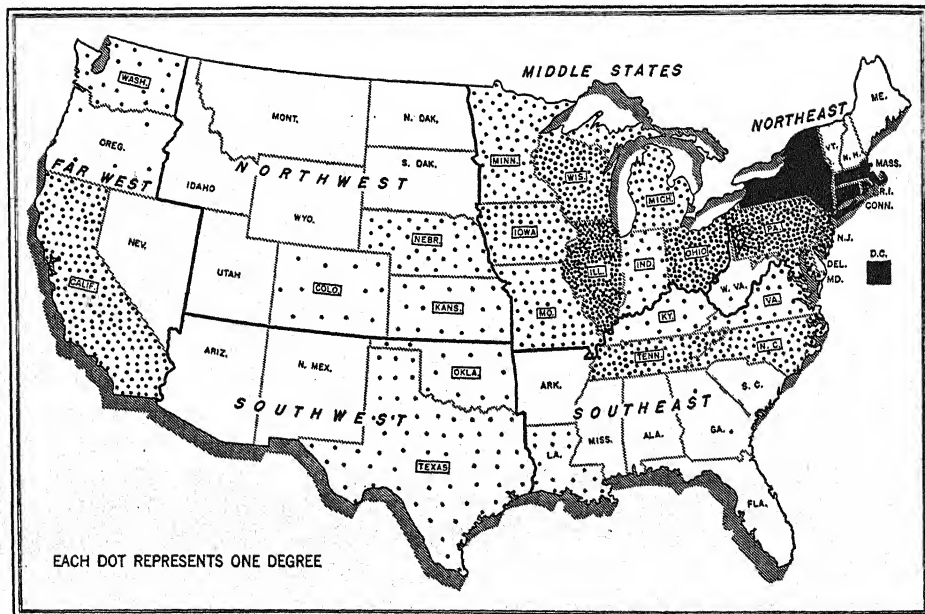 MIDDLE STATES
NORTHEAST
FAR WEST
NORTHWEST
SOUTHWEST
SOUTHEAST
WASH.
OREG.
CALIF.
NEV.
IDAHO
MONT.
WYO.
UTAH
COLO.
ARIZ.
N. MEX.
N. DAK.
S. DAK.
NEBR.
KANS.
OKLA.
TEXAS
MINN.
IOWA
MO.
ARK.
LA.
WIS.
ILL.
MICH.
IND.
OHIO
KY.
TENN.
MISS.
ALA.
GA.
FLA.
S. C.
N. C.
VA.
W. VA.
PA.
ME.
VT.
N. H.
MASS.
R.I.
CONN.
N.J.
DEL.
MD.
D.C.
EACH DOT REPRESENTS ONE DEGREE